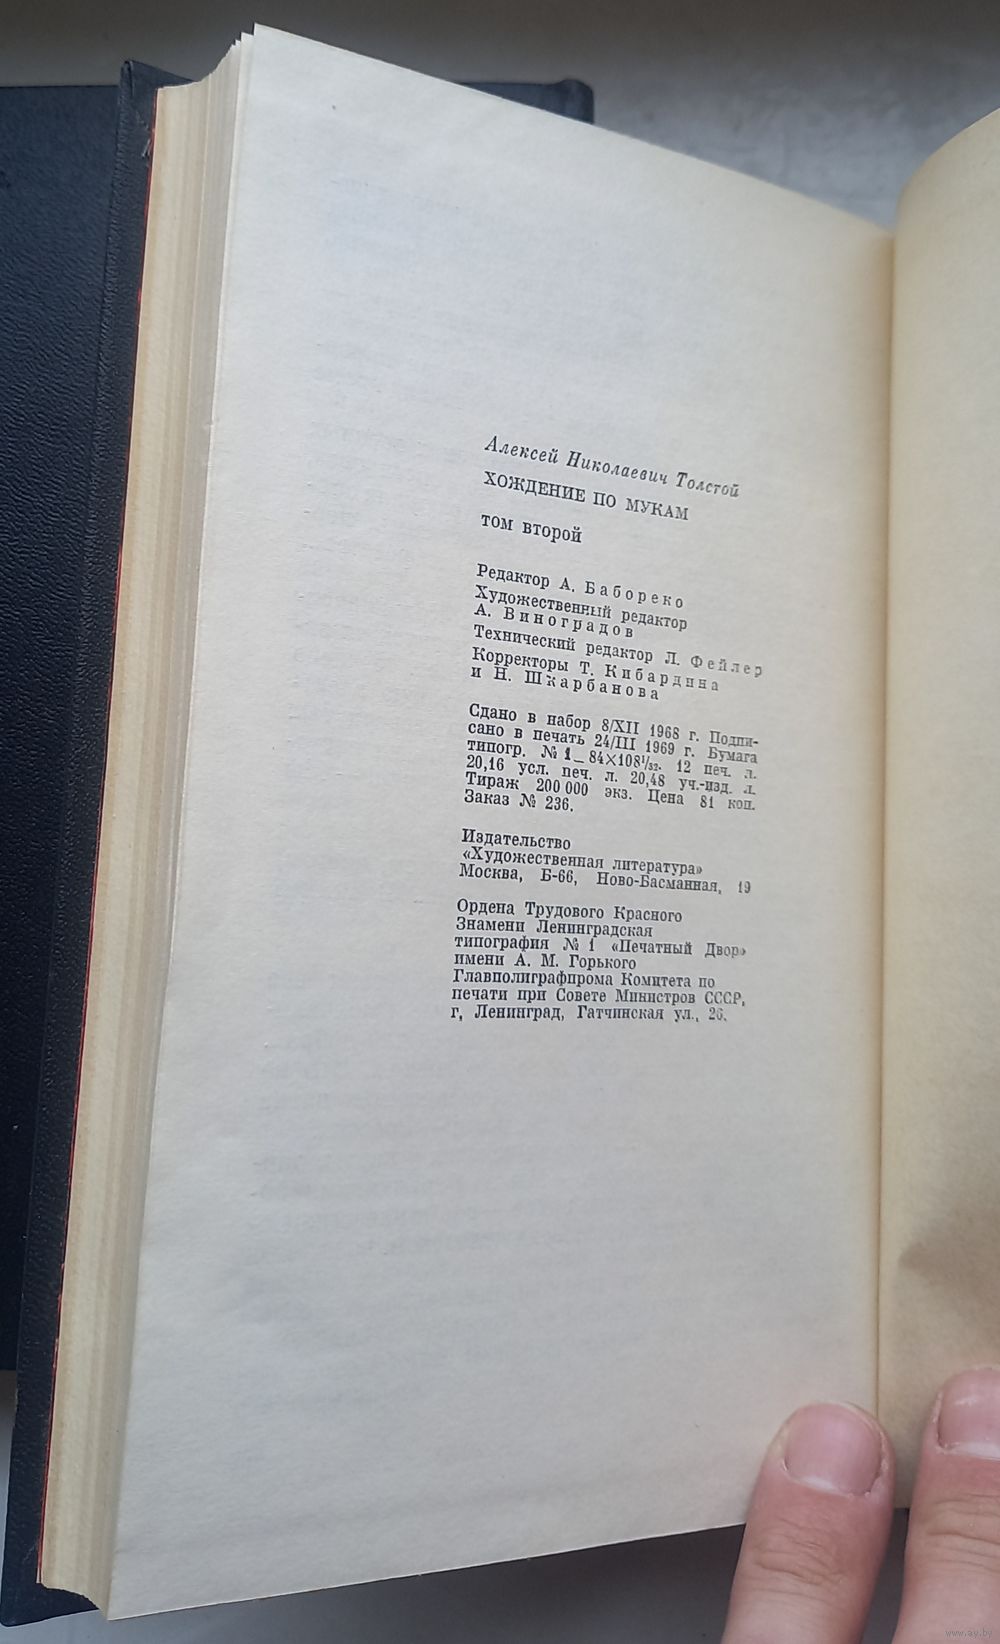 Алексей Николаевич Толстой
ХОЖДЕНИЕ ПО МУКАМ
том второй
Редактор А. Бабореко
Художественный редактор
А. Виноградов
Технический редактор Л. Фейлер
Корректоры Т. Кибардина
и Н. Шкарбанова
Сдано в набор 8/XII 1968 г. Подпи-
сано в печать 24/III 1969 г. Бумага
типогр. № 1 – 84×108¹/₃₂. 12 печ. л.
20,16 усл. печ. л. 20,48 уч.-изд. л.
Тираж 200 000 экз. Цена 81 коп.
Заказ № 236.
Издательство
«Художественная литература»
Москва, Б-66, Ново-Басманная, 19
Ордена Трудового Красного
Знамени Ленинградская
типография № 1 «Печатный Двор»
имени А. М. Горького
Главполиграфпрома Комитета по
печати при Совете Министров СССР,
г, Ленинград, Гатчинская ул., 26.
www.ay.by